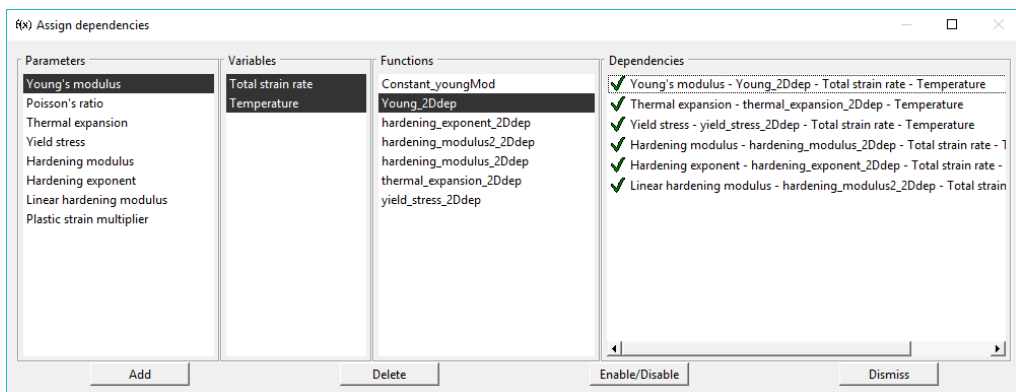 f(x) Assign dependencies
Parameters
Young's modulus
Poisson's ratio
Thermal expansion
Yield stress
Hardening modulus
Hardening exponent
Linear hardening modulus
Plastic strain multiplier
Variables
Total strain rate
Temperature
Functions
Constant_youngMod
Young_2Ddep
hardening_exponent_2Ddep
hardening_modulus2_2Ddep
hardening_modulus_2Ddep
thermal_expansion_2Ddep
yield_stress_2Ddep
Dependencies
Young's modulus - Young_2Ddep - Total strain rate - Temperature
Thermal expansion - thermal_expansion_2Ddep - Temperature
Yield stress - yield_stress_2Ddep - Total strain rate - Temperature
Hardening modulus - hardening_modulus_2Ddep - Total strain rate - T
Hardening exponent - hardening_exponent_2Ddep - Total strain rate -
Linear hardening modulus - hardening_modulus2_2Ddep - Total strain
Add
Delete
Enable/Disable
Dismiss